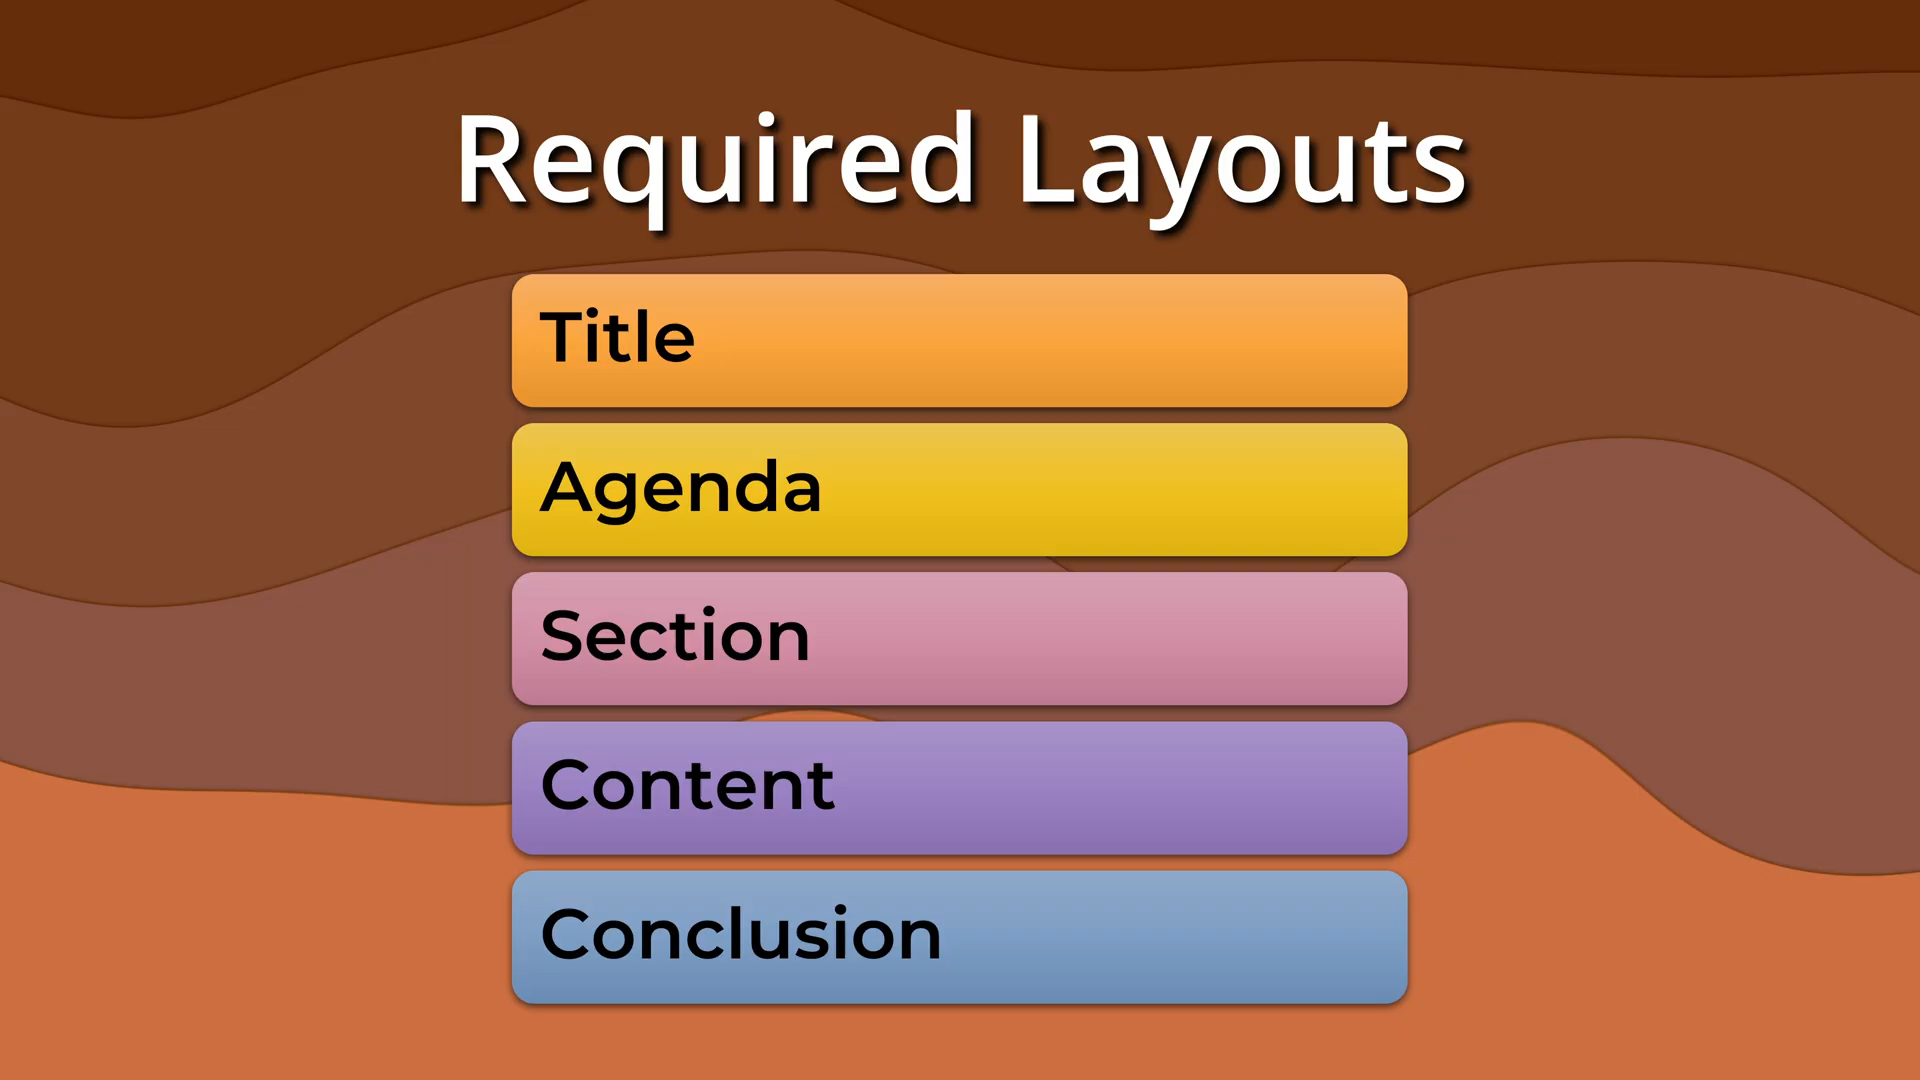 Required Layouts
Title
Agenda
Section
Content
Conclusion